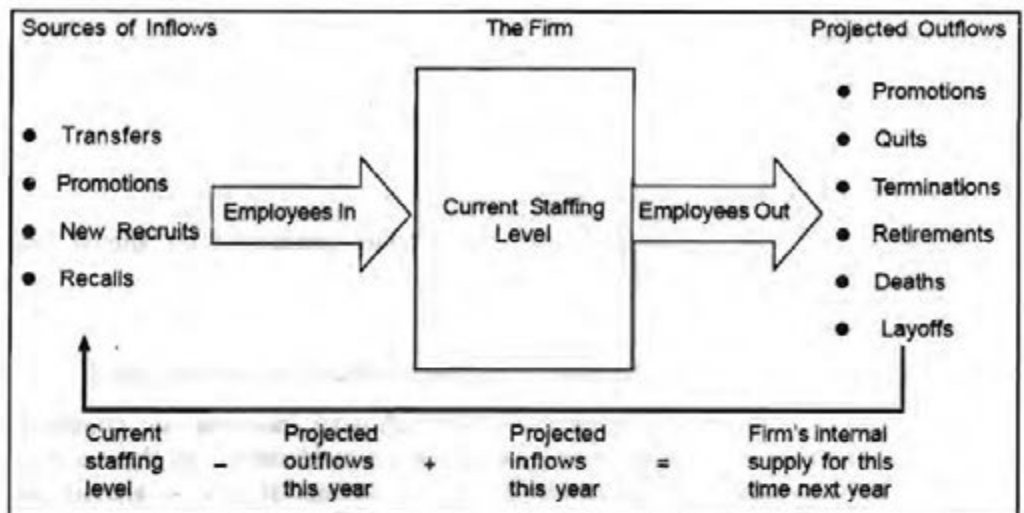 Sources of Inflows
The Firm
Projected Outflows
● Transfers
● Promotions
● New Recruits
● Recalls
Employees In
Current Staffing
Level
Employees Out
● Promotions
● Quits
● Terminations
● Retirements
● Deaths
● Layoffs
Current
staffing
level
–
Projected
outflows
this year
+
Projected
inflows
this year
=
Firm's internal
supply for this
time next year